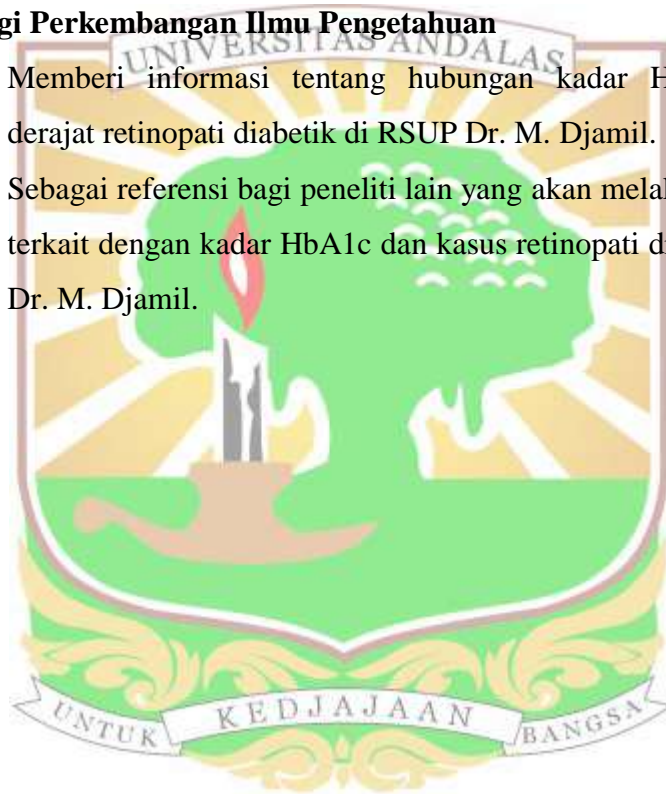 gi Perkembangan Ilmu Pengetahuan
UNIVERSITAS ANDALAS
Memberi informasi tentang hubungan kadar H
derajat retinopati diabetik di RSUP Dr. M. Djamil.
Sebagai referensi bagi peneliti lain yang akan melal
terkait dengan kadar HbA1c dan kasus retinopati di
Dr. M. Djamil.
UNTUK KEDJAJAAN BANGSA